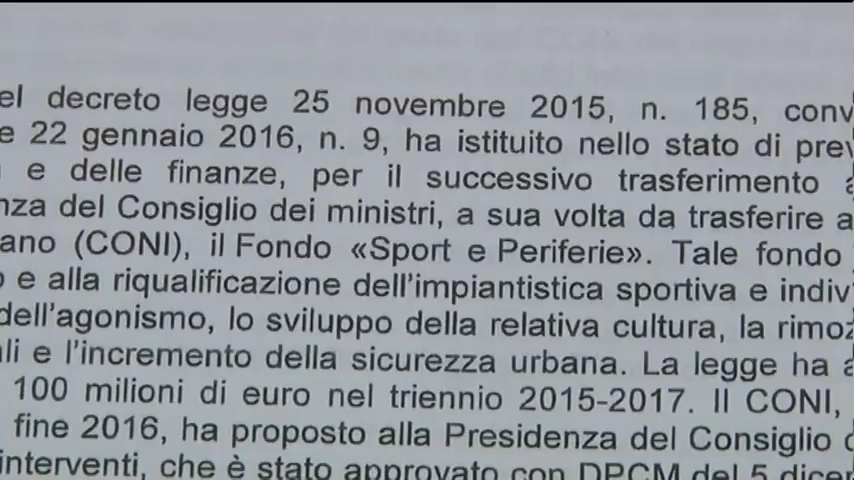 el decreto legge 25 novembre 2015, n. 185, conv
e 22 gennaio 2016, n. 9, ha istituito nello stato di prev
e delle finanze, per il successivo trasferimento a
nza del Consiglio dei ministri, a sua volta da trasferire a
ano (CONI), il Fondo «Sport e Periferie». Tale fondo
o e alla riqualificazione dell'impiantistica sportiva e indiv
dell'agonismo, lo sviluppo della relativa cultura, la rimoz
ali e l'incremento della sicurezza urbana. La legge ha a
100 milioni di euro nel triennio 2015-2017. Il CONI,
fine 2016, ha proposto alla Presidenza del Consiglio d
interventi, che è stato approvato con DPCM del 5 dicem